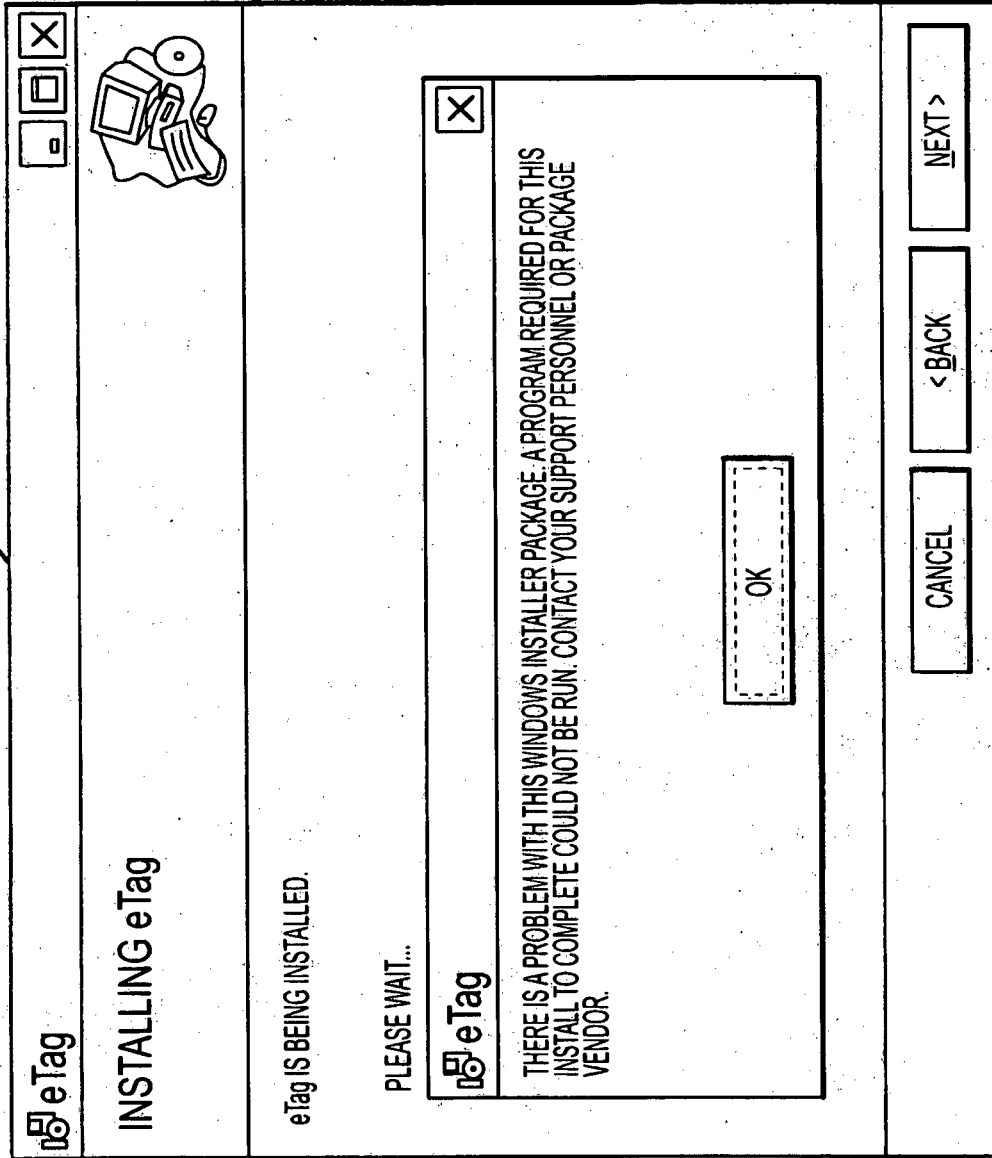 eTag
INSTALLING eTag
eTag IS BEING INSTALLED.
PLEASE WAIT...
eTag
THERE IS A PROBLEM WITH THIS WINDOWS INSTALLER PACKAGE. A PROGRAM REQUIRED FOR THIS
INSTALL TO COMPLETE COULD NOT BE RUN. CONTACT YOUR SUPPORT PERSONNEL OR PACKAGE
VENDOR.
OK
CANCEL
< BACK
NEXT >